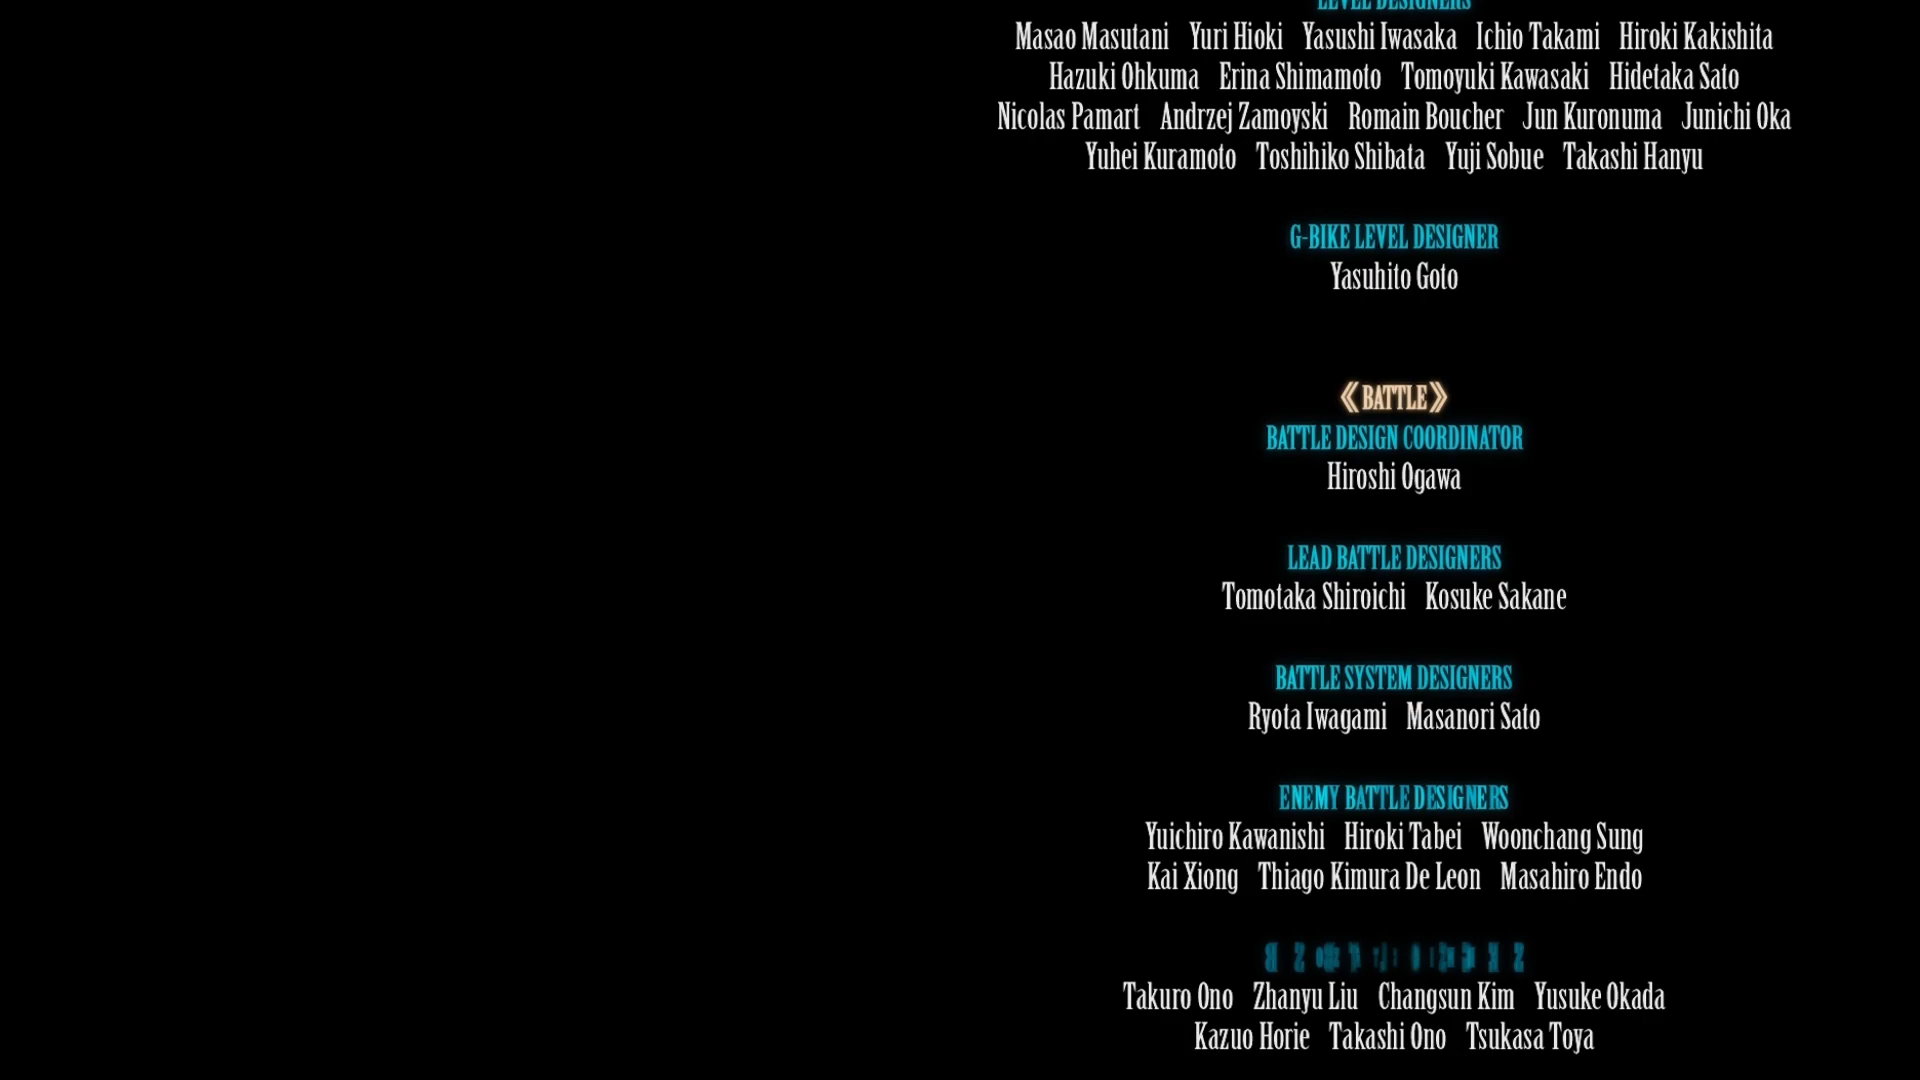 LEVEL DESIGNERS
Masao Masutani Yuri Hioki Yasushi Iwasaka Ichio Takami Hiroki Kakishita
Hazuki Ohkuma Erina Shimamoto Tomoyuki Kawasaki Hidetaka Sato
Nicolas Pamart Andrzej Zamoyski Romain Boucher Jun Kuronuma Junichi Oka
Yuhei Kuramoto Toshihiko Shibata Yuji Sobue Takashi Hanyu
G-BIKE LEVEL DESIGNER
Yasuhito Goto
《BATTLE》
BATTLE DESIGN COORDINATOR
Hiroshi Ogawa
LEAD BATTLE DESIGNERS
Tomotaka Shiroichi Kosuke Sakane
BATTLE SYSTEM DESIGNERS
Ryota Iwagami Masanori Sato
ENEMY BATTLE DESIGNERS
Yuichiro Kawanishi Hiroki Tabei Woonchang Sung
Kai Xiong Thiago Kimura De Leon Masahiro Endo
Takuro Ono Zhanyu Liu Changsun Kim Yusuke Okada
Kazuo Horie Takashi Ono Tsukasa Toya